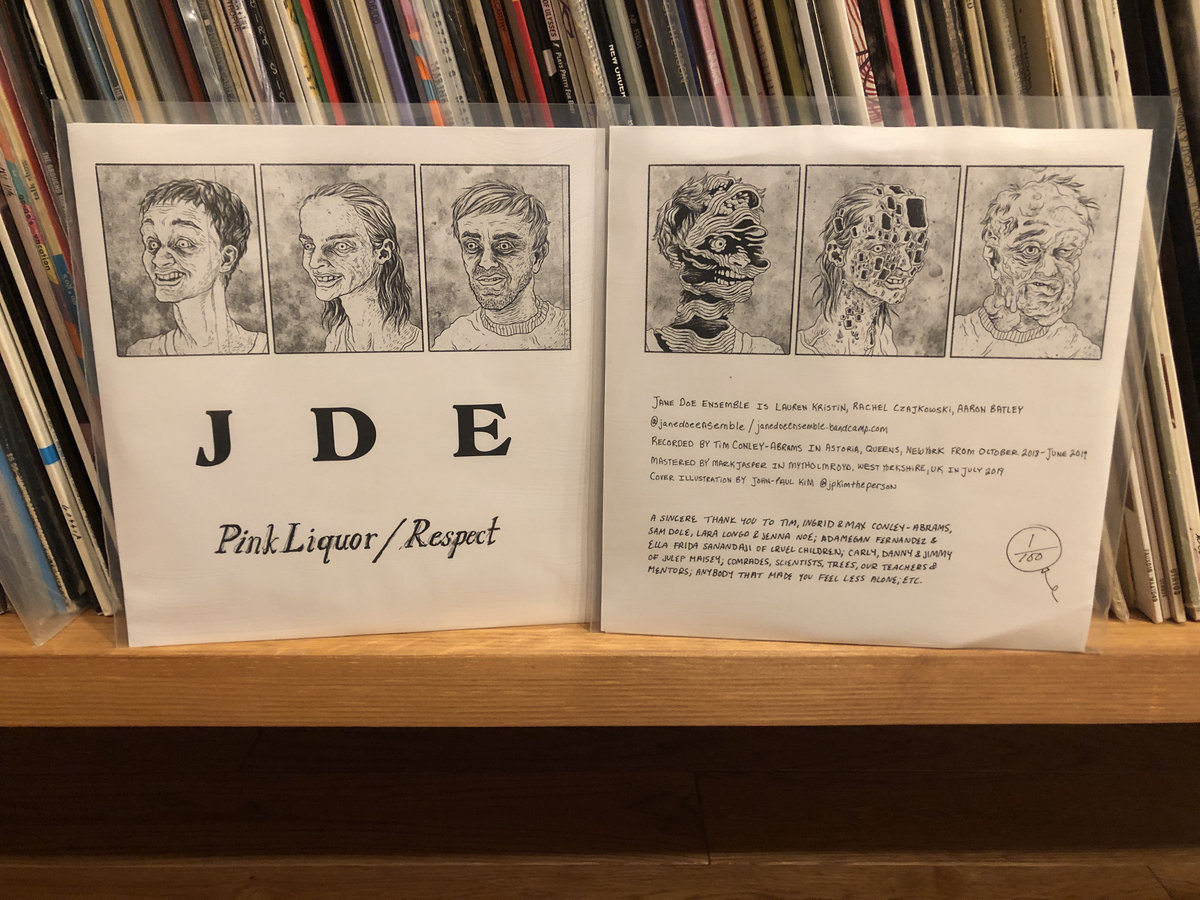 J D E
Pink Liquor / Respect
JANE DOE ENSEMBLE IS LAUREN KRISTIN, RACHEL CZAJKOWSKI, AARON BATLEY
@janedoeensemble / janedoeensemble.bandcamp.com
RECORDED BY TIM CONLEY-ABRAMS IN ASTORIA, QUEENS, NEW YORK FROM OCTOBER 2018-JUNE 2019
MASTERED BY MARK JASPER IN MYTHOLMROYD, WEST YORKSHIRE, UK IN JULY 2019
COVER ILLUSTRATION BY JOHN-PAUL KIM @jpkimtheperson
A SINCERE THANK YOU TO TIM, INGRID & MAX CONLEY-ABRAMS,
SAM DOLE, LARA LONGO & JENNA NOE; ADAMEGAN FERNANDEZ &
ELLA FRIDA SANANDAJI OF CRUEL CHILDREN; CARLY, DANNY & JIMMY
OF JULEP MAISEY; COMRADES, SCIENTISTS, TREES, OUR TEACHERS &
MENTORS; ANYBODY THAT MADE YOU FEEL LESS ALONE; ETC.
1/100
NEW ORDER
vacation